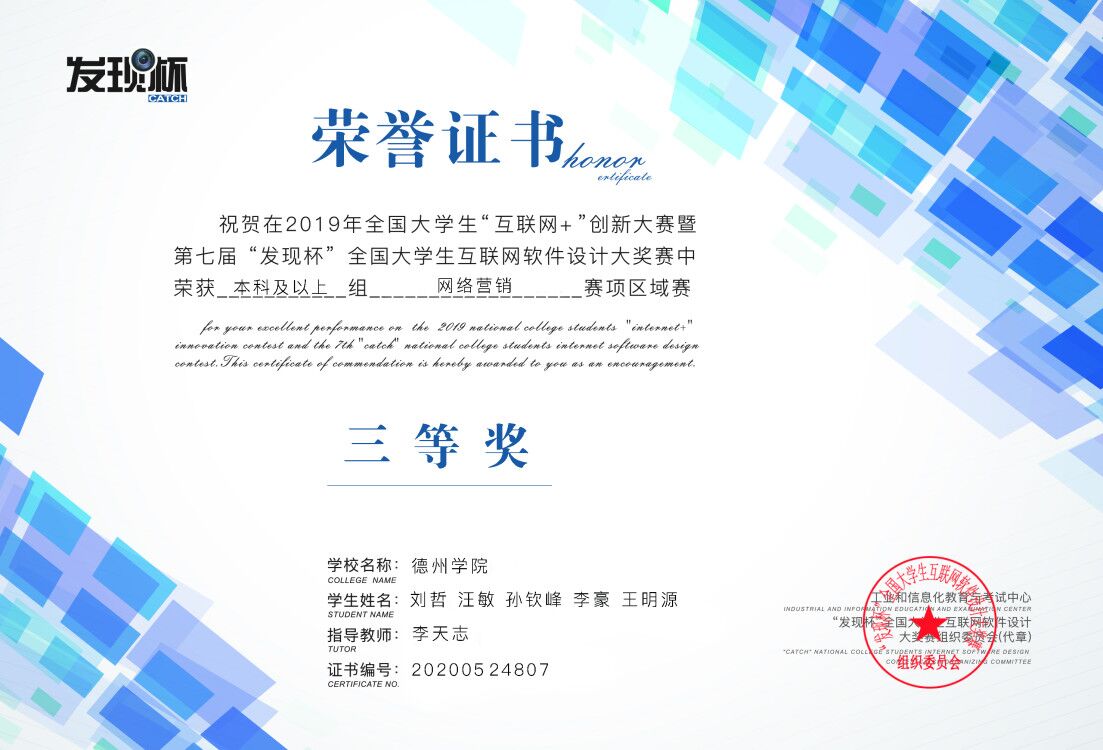 发现杯
CATCH
荣誉证书
honor
ertificate
祝贺在2019年全国大学生“互联网+”创新大赛暨
第七届“发现杯”全国大学生互联网软件设计大奖赛中
荣获__本科及以上__组______网络营销______赛项区域赛
for your excellent performance on the 2019 national college students "internet+"
innovation contest and the 7th "catch" national college students internet software design
contest. This certificate of commendation is hereby awarded to you as an encouragement.
三等奖
学校名称：德州学院
COLLEGE NAME
学生姓名：刘哲 汪敏 孙钦峰 李豪 王明源
STUDENT NAME
指导教师：李天志
TUTOR
证书编号：20200524807
CERTIFICATE NO.
工业和信息化教育与考试中心
INDUSTRIAL AND INFORMATION EDUCATION AND EXAMINATION CENTER
“发现杯”全国大学生互联网软件设计
大奖赛组织委员会(代章)
"CATCH" NATIONAL COLLEGE STUDENTS INTERNET SOFTWARE DESIGN
ORGANIZING COMMITTEE
“发现杯”全国大学生互联网软件设计大奖赛
组织委员会